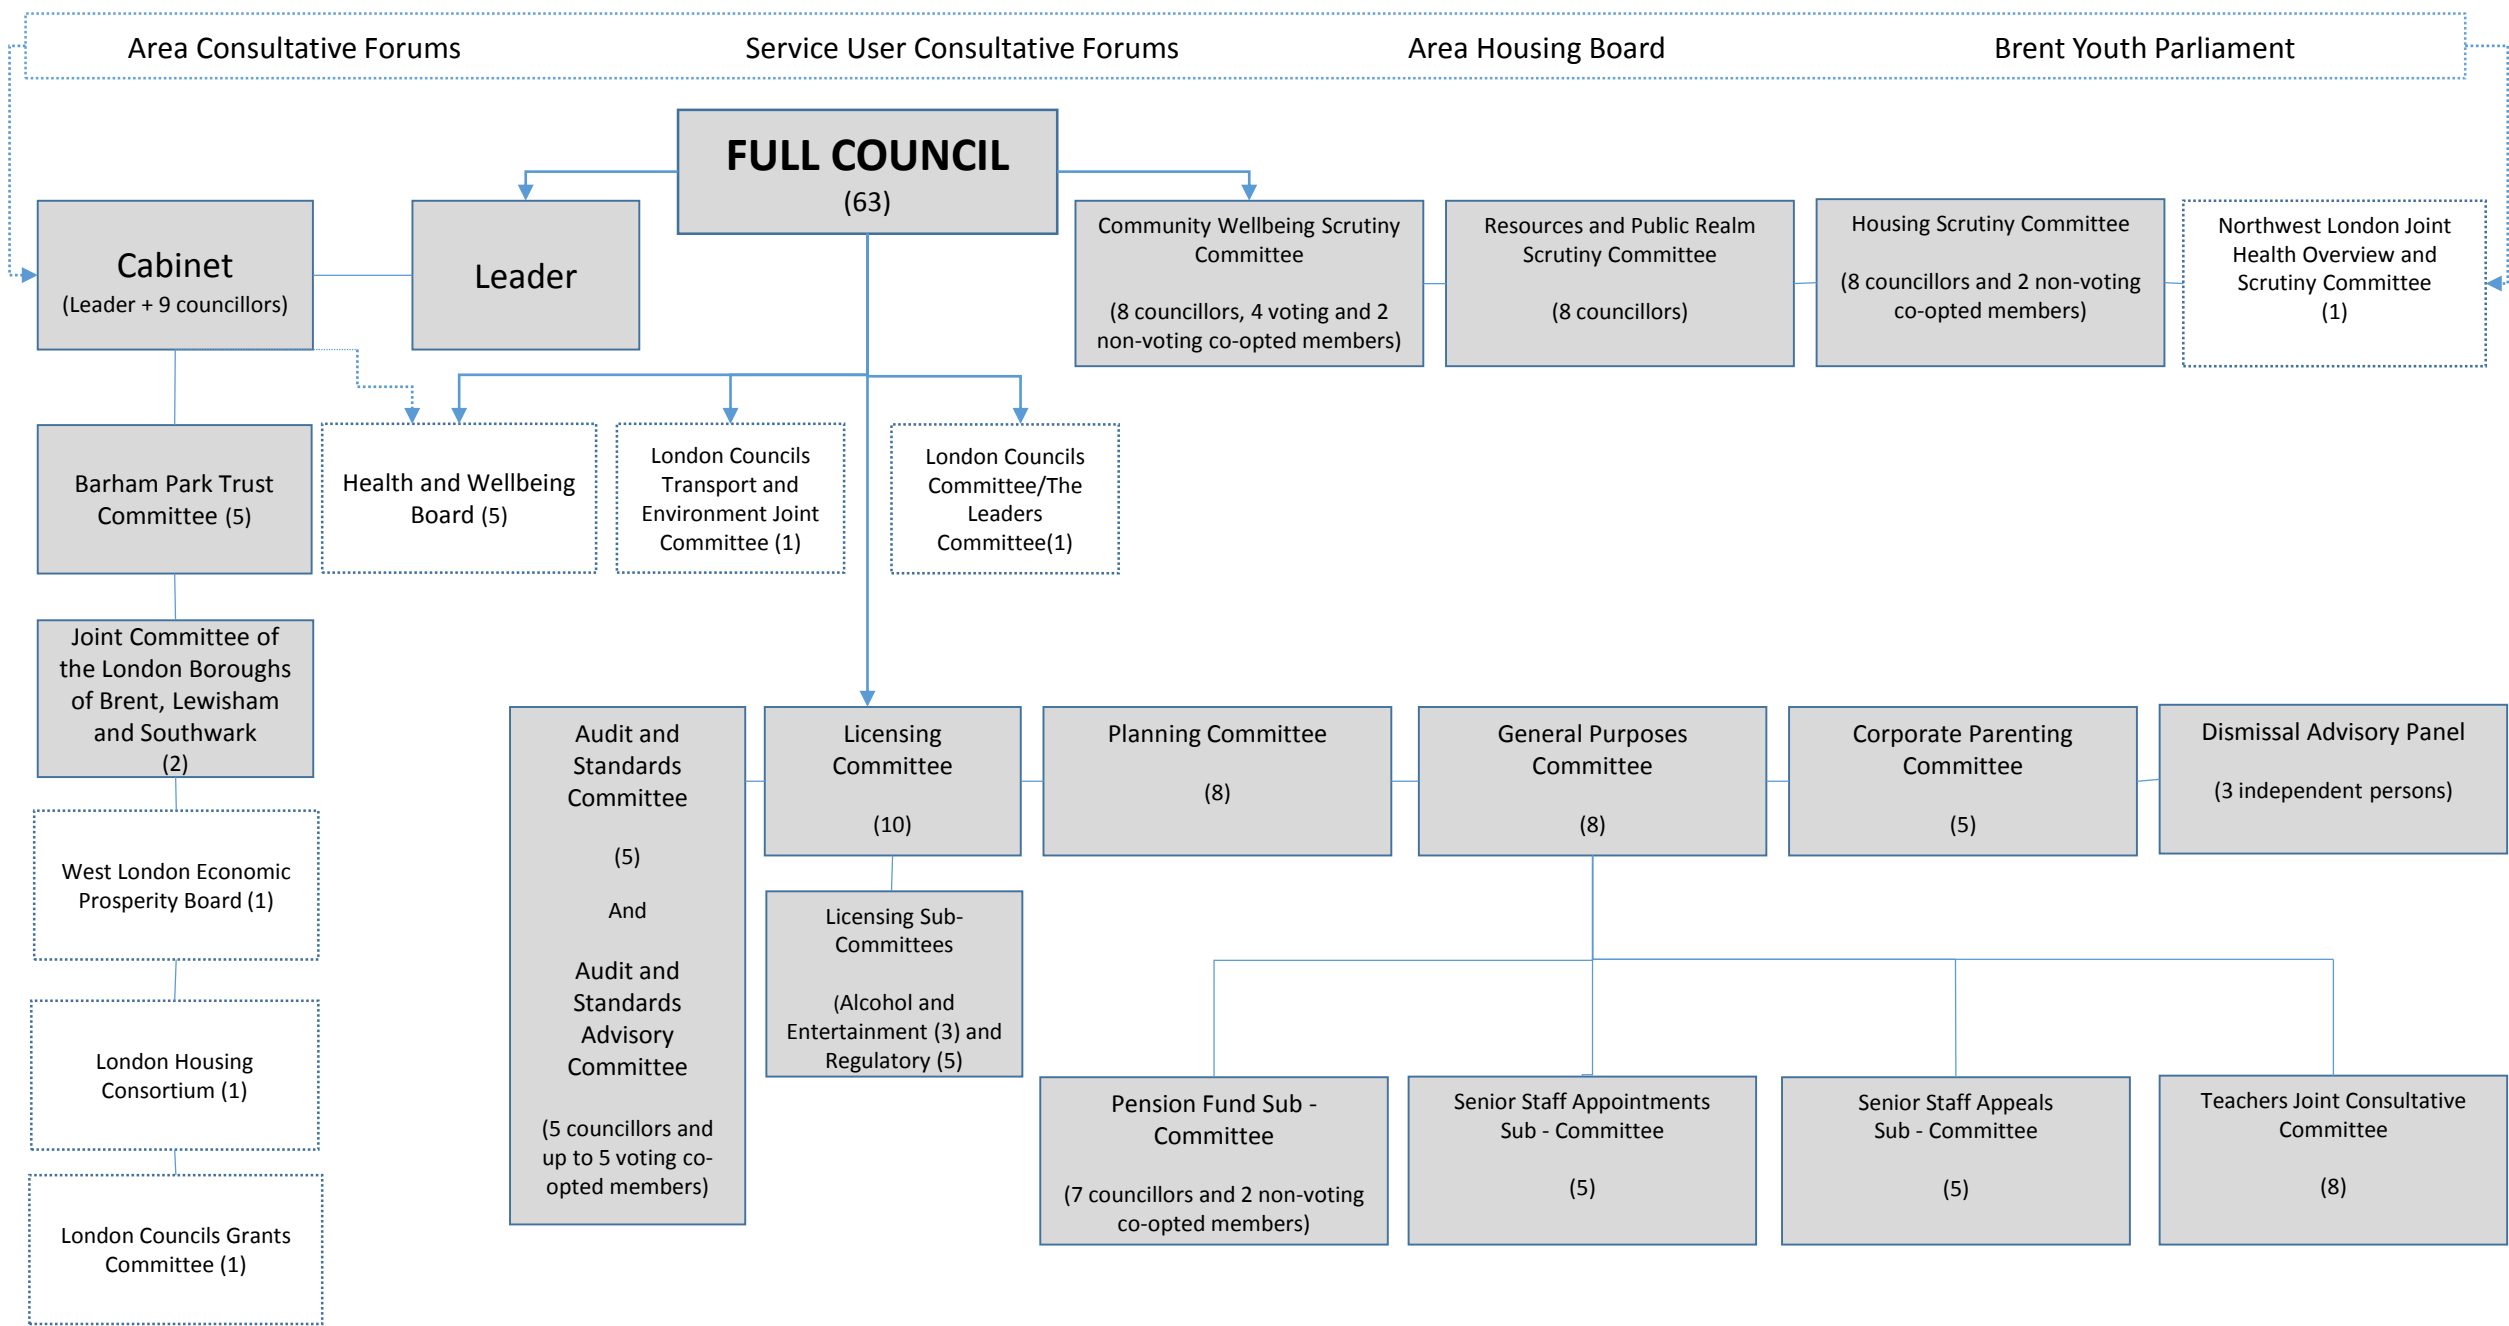 Area Consultative Forums
Service User Consultative Forums
Area Housing Board
Brent Youth Parliament
FULL COUNCIL
(63)
Cabinet
(Leader + 9 councillors)
Leader
Community Wellbeing Scrutiny
Committee
(8 councillors, 4 voting and 2
non-voting co-opted members)
Resources and Public Realm
Scrutiny Committee
(8 councillors)
Housing Scrutiny Committee
(8 councillors and 2 non-voting
co-opted members)
Northwest London Joint
Health Overview and
Scrutiny Committee
(1)
Barham Park Trust
Committee (5)
Health and Wellbeing
Board (5)
London Councils
Transport and
Environment Joint
Committee (1)
London Councils
Committee/The
Leaders
Committee(1)
Joint Committee of
the London Boroughs
of Brent, Lewisham
and Southwark
(2)
West London Economic
Prosperity Board (1)
London Housing
Consortium (1)
London Councils Grants
Committee (1)
Audit and
Standards
Committee
(5)
And
Audit and
Standards
Advisory
Committee
(5 councillors and
up to 5 voting co-
opted members)
Licensing
Committee
(10)
Licensing Sub-
Committees
(Alcohol and
Entertainment (3) and
Regulatory (5)
Planning Committee
(8)
General Purposes
Committee
(8)
Corporate Parenting
Committee
(5)
Dismissal Advisory Panel
(3 independent persons)
Pension Fund Sub -
Committee
(7 councillors and 2 non-voting
co-opted members)
Senior Staff Appointments
Sub - Committee
(5)
Senior Staff Appeals
Sub - Committee
(5)
Teachers Joint Consultative
Committee
(8)